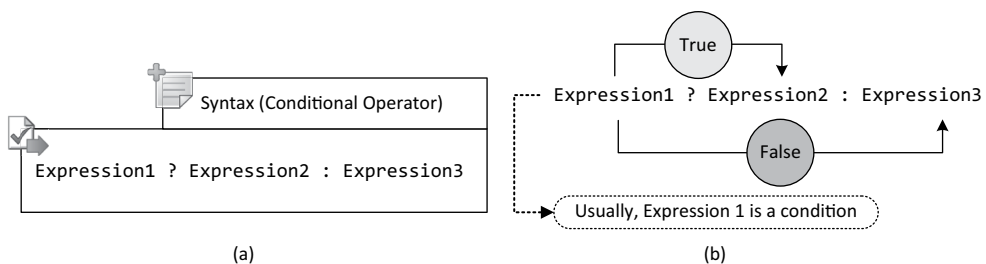 Syntax (Conditional Operator)
Expression1 ? Expression2 : Expression3
(a)
True
Expression1 ? Expression2 : Expression3
False
Usually, Expression 1 is a condition
(b)